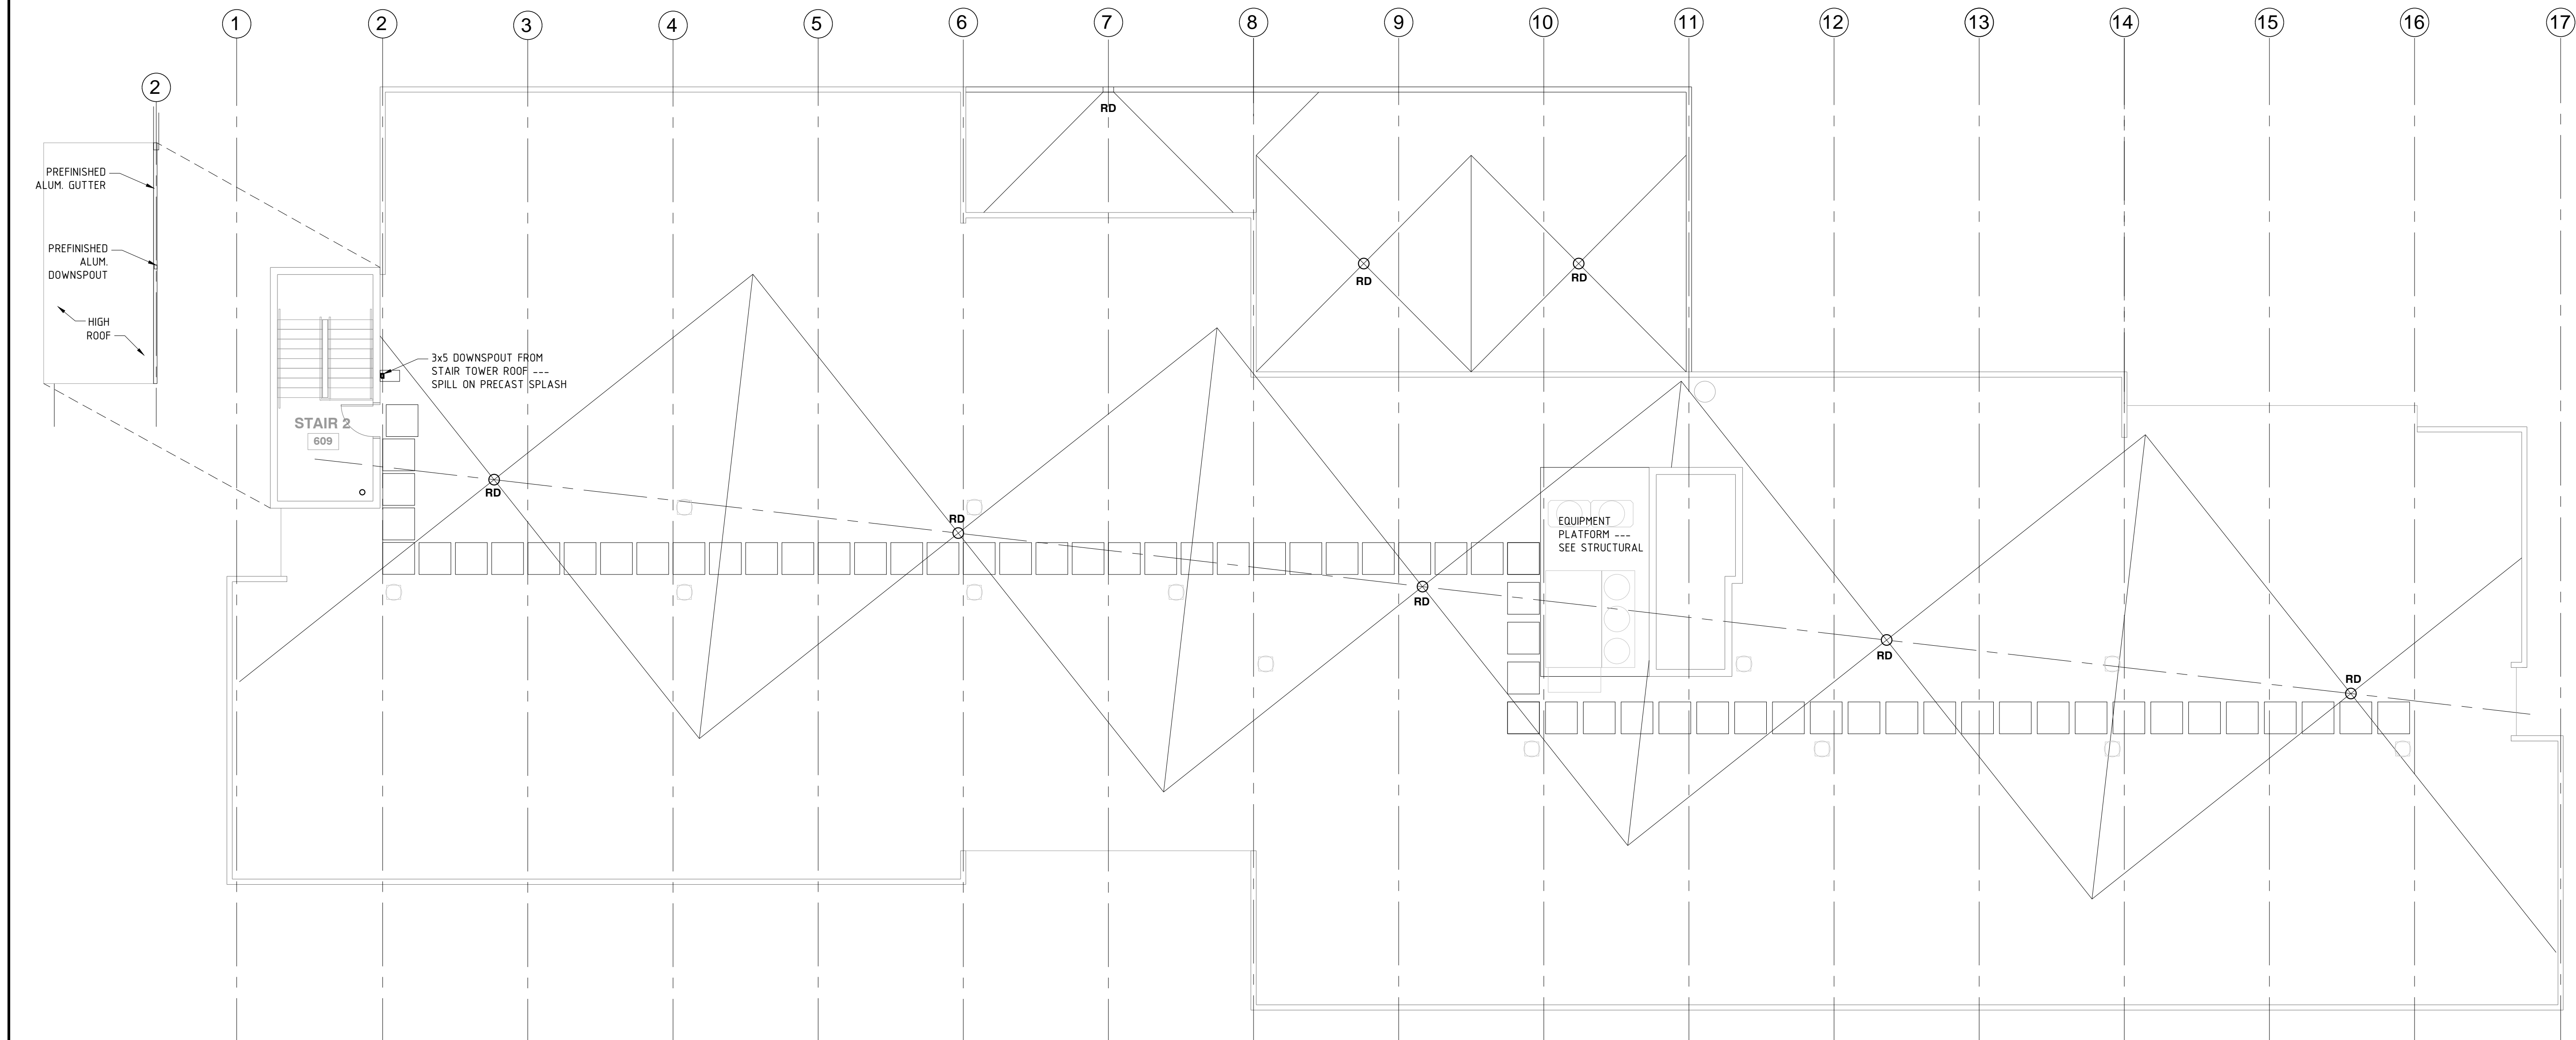 1
2
3
4
5
6
7
8
9
10
11
12
13
14
15
16
17
2
PREFINISHED
ALUM. GUTTER
PREFINISHED
ALUM.
DOWNSPOUT
HIGH
ROOF
RD
RD
RD
3x5 DOWNSPOUT FROM
STAIR TOWER ROOF ---
SPILL ON PRECAST SPLASH
STAIR 2
609
RD
RD
EQUIPMENT
PLATFORM ---
SEE STRUCTURAL
RD
RD
RD